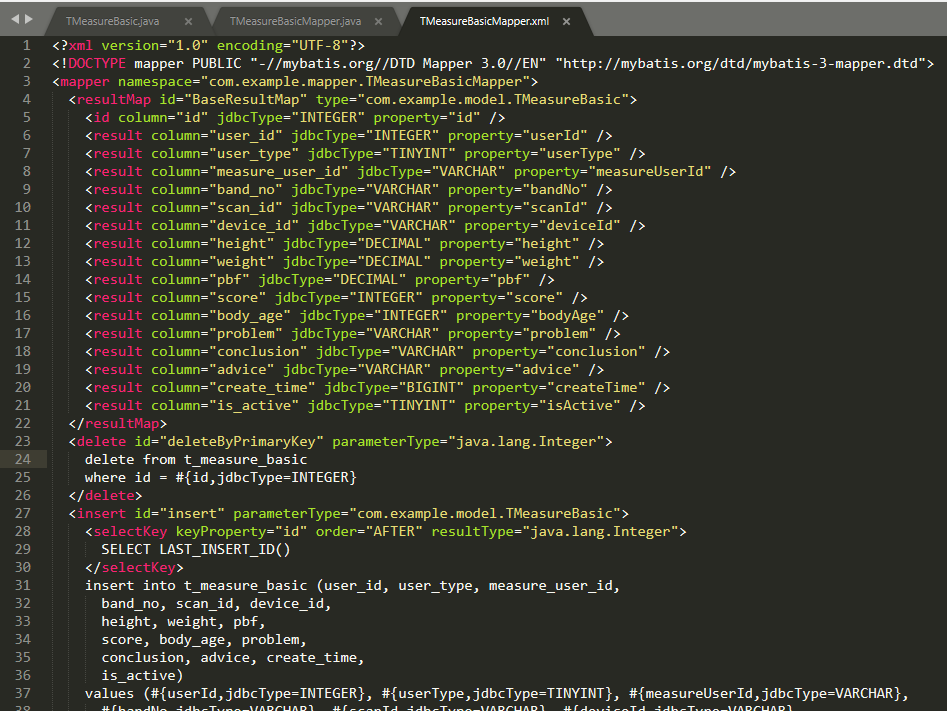 TMeasureBasic.java × TMeasureBasicMapper.java × TMeasureBasicMapper.xml ×
1 <?xml version="1.0" encoding="UTF-8"?>
2 <!DOCTYPE mapper PUBLIC "-//mybatis.org//DTD Mapper 3.0//EN" "http://mybatis.org/dtd/mybatis-3-mapper.dtd">
3 <mapper namespace="com.example.mapper.TMeasureBasicMapper">
4 <resultMap id="BaseResultMap" type="com.example.model.TMeasureBasic">
5 <id column="id" jdbcType="INTEGER" property="id" />
6 <result column="user_id" jdbcType="INTEGER" property="userId" />
7 <result column="user_type" jdbcType="TINYINT" property="userType" />
8 <result column="measure_user_id" jdbcType="VARCHAR" property="measureUserId" />
9 <result column="band_no" jdbcType="VARCHAR" property="bandNo" />
10 <result column="scan_id" jdbcType="VARCHAR" property="scanId" />
11 <result column="device_id" jdbcType="VARCHAR" property="deviceId" />
12 <result column="height" jdbcType="DECIMAL" property="height" />
13 <result column="weight" jdbcType="DECIMAL" property="weight" />
14 <result column="pbf" jdbcType="DECIMAL" property="pbf" />
15 <result column="score" jdbcType="INTEGER" property="score" />
16 <result column="body_age" jdbcType="INTEGER" property="bodyAge" />
17 <result column="problem" jdbcType="VARCHAR" property="problem" />
18 <result column="conclusion" jdbcType="VARCHAR" property="conclusion" />
19 <result column="advice" jdbcType="VARCHAR" property="advice" />
20 <result column="create_time" jdbcType="BIGINT" property="createTime" />
21 <result column="is_active" jdbcType="TINYINT" property="isActive" />
22 </resultMap>
23 <delete id="deleteByPrimaryKey" parameterType="java.lang.Integer">
24 delete from t_measure_basic
25 where id = #{id,jdbcType=INTEGER}
26 </delete>
27 <insert id="insert" parameterType="com.example.model.TMeasureBasic">
28 <selectKey keyProperty="id" order="AFTER" resultType="java.lang.Integer">
29 SELECT LAST_INSERT_ID()
30 </selectKey>
31 insert into t_measure_basic (user_id, user_type, measure_user_id,
32 band_no, scan_id, device_id,
33 height, weight, pbf,
34 score, body_age, problem,
35 conclusion, advice, create_time,
36 is_active)
37 values (#{userId,jdbcType=INTEGER}, #{userType,jdbcType=TINYINT}, #{measureUserId,jdbcType=VARCHAR},
38 #{bandNo,jdbcType=VARCHAR}, #{scanId,jdbcType=VARCHAR}, #{deviceId,jdbcType=VARCHAR},